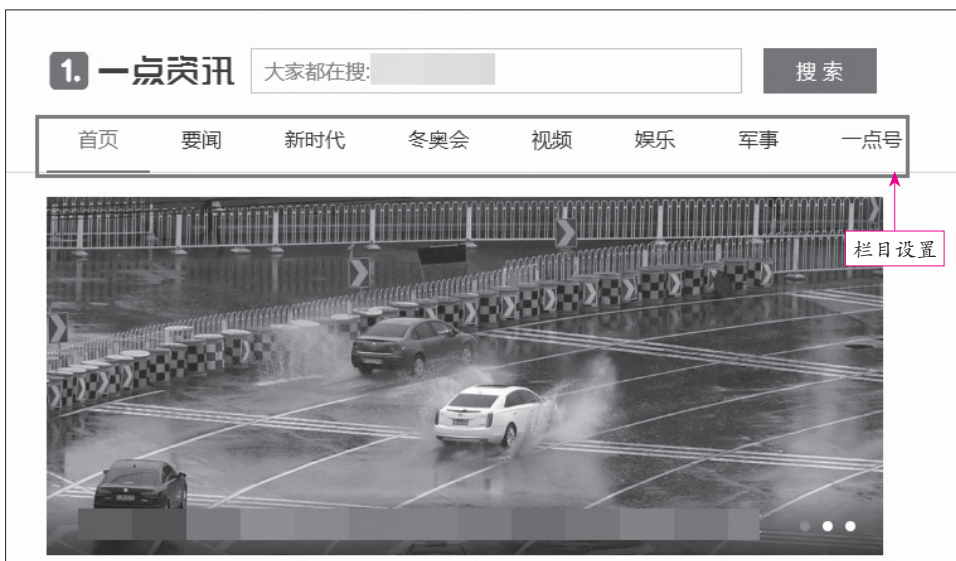 1. 一点资讯 大家都在搜: 搜索
首页 要闻 新时代 冬奥会 视频 娱乐 军事 一点号
栏目设置